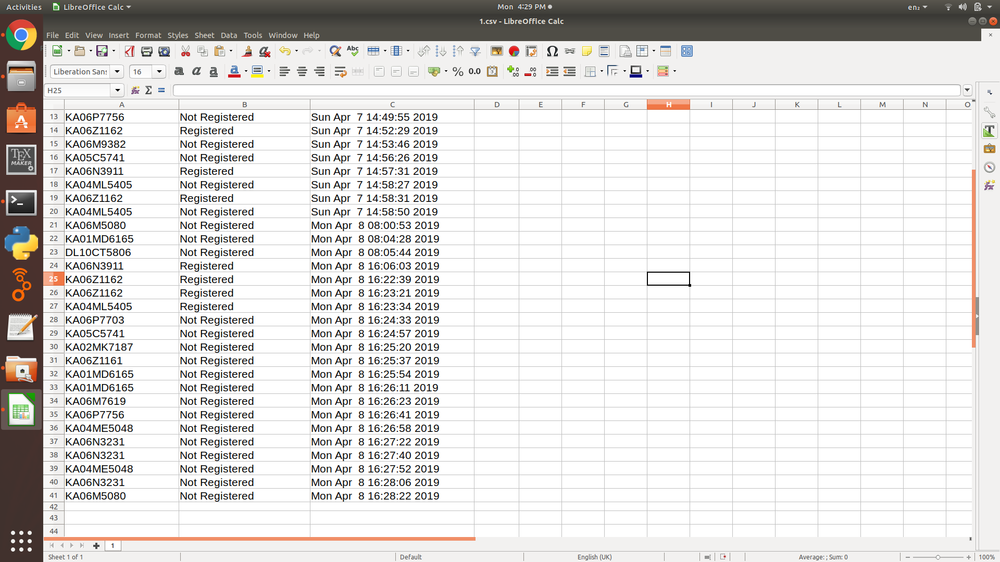 Activities LibreOffice Calc Mon 4:29 PM en₂
1.csv - LibreOffice Calc
File Edit View Insert Format Styles Sheet Data Tools Window Help
Liberation Sans 16
H25
A B C D E F G H I J K L M N O
13 KA06P7756 Not Registered Sun Apr 7 14:49:55 2019
14 KA06Z1162 Registered Sun Apr 7 14:52:29 2019
15 KA06M9382 Not Registered Sun Apr 7 14:53:46 2019
16 KA05C5741 Not Registered Sun Apr 7 14:56:26 2019
17 KA06N3911 Registered Sun Apr 7 14:57:31 2019
18 KA04ML5405 Not Registered Sun Apr 7 14:58:27 2019
19 KA06Z1162 Registered Sun Apr 7 14:58:31 2019
20 KA04ML5405 Not Registered Sun Apr 7 14:58:50 2019
21 KA06M5080 Not Registered Mon Apr 8 08:00:53 2019
22 KA01MD6165 Not Registered Mon Apr 8 08:04:28 2019
23 DL10CT5806 Not Registered Mon Apr 8 08:05:44 2019
24 KA06N3911 Registered Mon Apr 8 16:06:03 2019
25 KA06Z1162 Registered Mon Apr 8 16:22:39 2019
26 KA06Z1162 Registered Mon Apr 8 16:23:21 2019
27 KA04ML5405 Registered Mon Apr 8 16:23:34 2019
28 KA06P7703 Not Registered Mon Apr 8 16:24:33 2019
29 KA05C5741 Not Registered Mon Apr 8 16:24:57 2019
30 KA02MK7187 Not Registered Mon Apr 8 16:25:20 2019
31 KA06Z1161 Not Registered Mon Apr 8 16:25:37 2019
32 KA01MD6165 Not Registered Mon Apr 8 16:25:54 2019
33 KA01MD6165 Not Registered Mon Apr 8 16:26:11 2019
34 KA06M7619 Not Registered Mon Apr 8 16:26:23 2019
35 KA06P7756 Not Registered Mon Apr 8 16:26:41 2019
36 KA04ME5048 Not Registered Mon Apr 8 16:26:58 2019
37 KA06N3231 Not Registered Mon Apr 8 16:27:22 2019
38 KA06N3231 Not Registered Mon Apr 8 16:27:40 2019
39 KA04ME5048 Not Registered Mon Apr 8 16:27:52 2019
40 KA06N3231 Not Registered Mon Apr 8 16:28:06 2019
41 KA06M5080 Not Registered Mon Apr 8 16:28:22 2019
42
43
44
1
Sheet 1 of 1 Default English (UK) Average: ; Sum: 0 100%